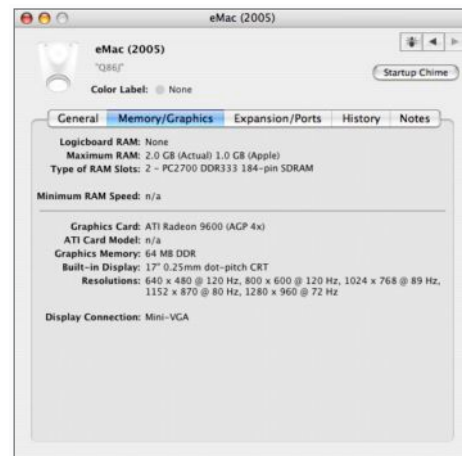 eMac (2005)
eMac (2005)
"Q86J"
Startup Chime
Color Label: None
General Memory/Graphics Expansion/Ports History Notes
Logicboard RAM: None
Maximum RAM: 2.0 GB (Actual) 1.0 GB (Apple)
Type of RAM Slots: 2 - PC2700 DDR333 184-pin SDRAM
Minimum RAM Speed: n/a
Graphics Card: ATI Radeon 9600 (AGP 4x)
ATI Card Model: n/a
Graphics Memory: 64 MB DDR
Built-in Display: 17" 0.25mm dot-pitch CRT
Resolutions: 640 x 480 @ 120 Hz, 800 x 600 @ 120 Hz, 1024 x 768 @ 89 Hz,
1152 x 870 @ 80 Hz, 1280 x 960 @ 72 Hz
Display Connection: Mini-VGA